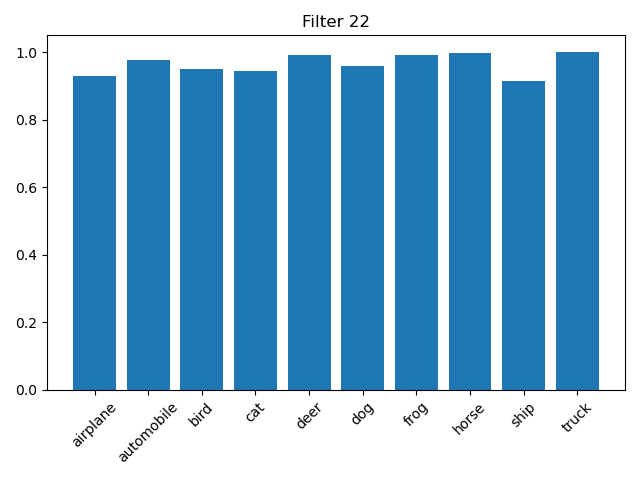 Filter 22
1.0
0.8
0.6
0.4
0.2
0.0
airplane
automobile
bird
cat
deer
dog
frog
horse
ship
truck